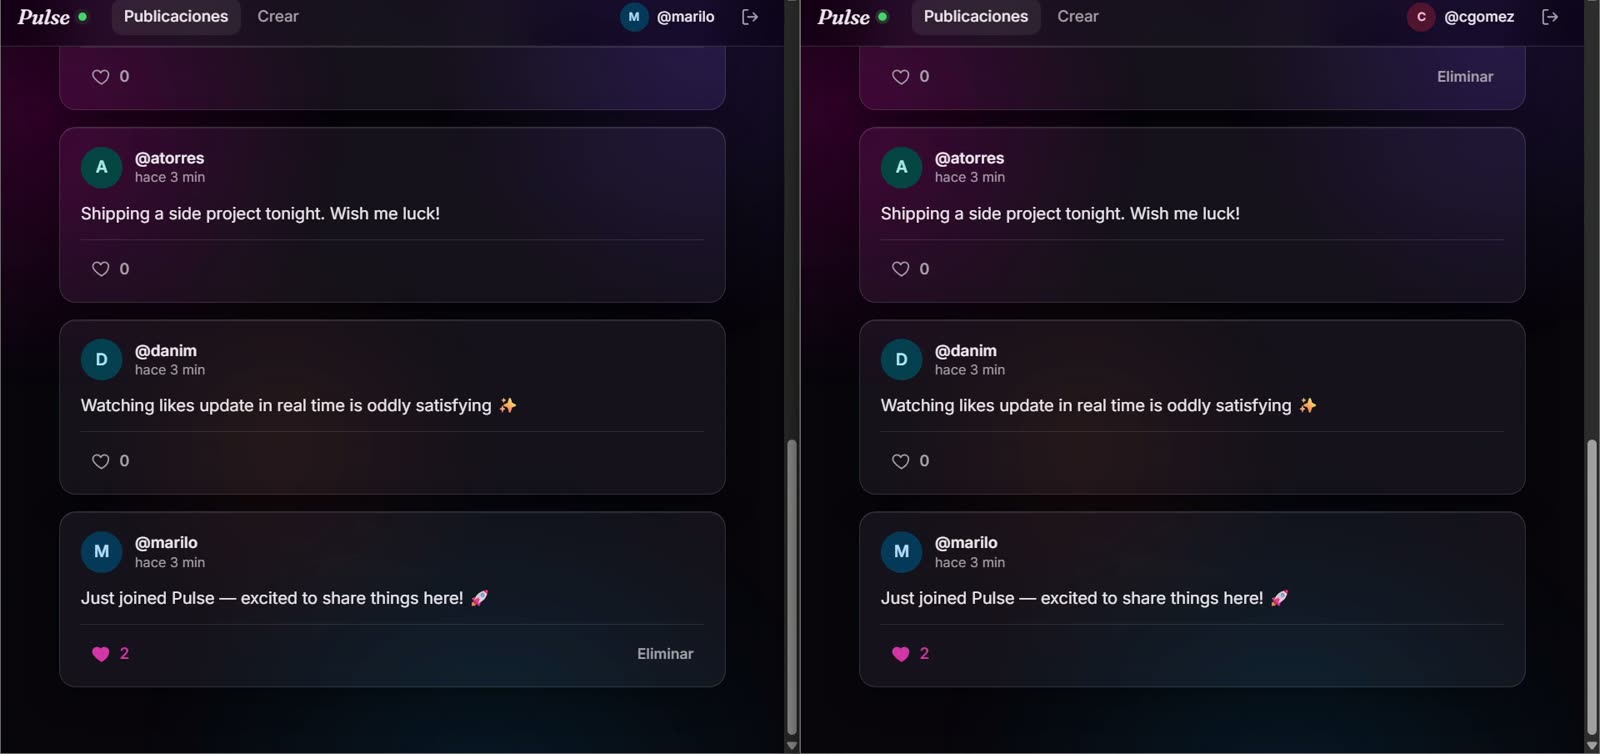 Pulse
Publicaciones
Crear
M
@marilo
0
A
@atorres
hace 3 min
Shipping a side project tonight. Wish me luck!
0
D
@danim
hace 3 min
Watching likes update in real time is oddly satisfying ✨
0
M
@marilo
hace 3 min
Just joined Pulse — excited to share things here! 🚀
2
Eliminar
Pulse
Publicaciones
Crear
C
@cgomez
0
Eliminar
A
@atorres
hace 3 min
Shipping a side project tonight. Wish me luck!
0
D
@danim
hace 3 min
Watching likes update in real time is oddly satisfying ✨
0
M
@marilo
hace 3 min
Just joined Pulse — excited to share things here! 🚀
2